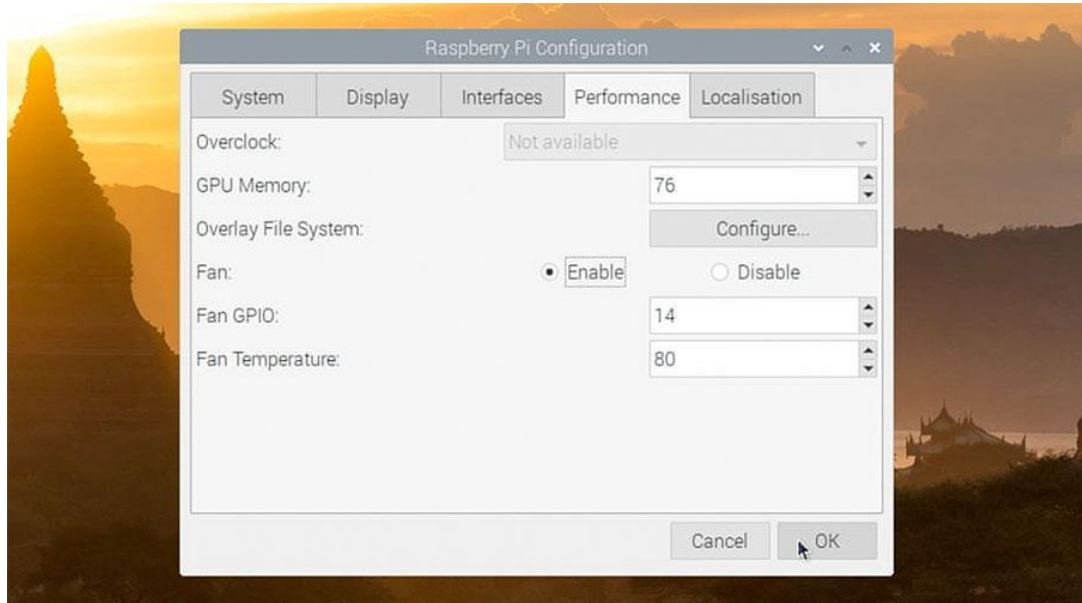 Raspberry Pi Configuration
System Display Interfaces Performance Localisation
Overclock: Not available
GPU Memory: 76
Overlay File System: Configure...
Fan: Enable Disable
Fan GPIO: 14
Fan Temperature: 80
Cancel OK